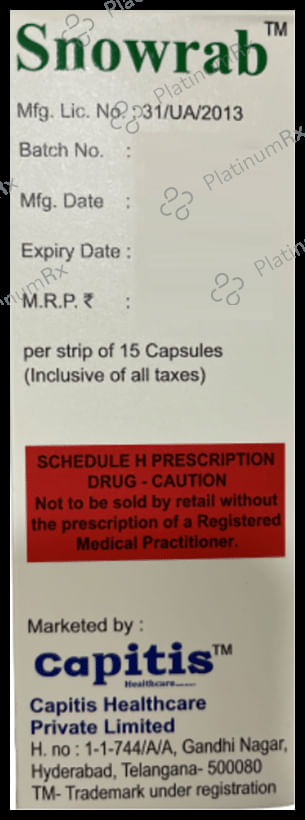 Snowrab™
Mfg. Lic. No. : 31/UA/2013
Batch No. :
Mfg. Date :
Expiry Date :
M.R.P. ₹ :
per strip of 15 Capsules
(Inclusive of all taxes)
SCHEDULE H PRESCRIPTION
DRUG - CAUTION
Not to be sold by retail without
the prescription of a Registered
Medical Practitioner.
Marketed by :
capitis™
Healthcare
Capitis Healthcare
Private Limited
H. no : 1-1-744/A/A, Gandhi Nagar,
Hyderabad, Telangana- 500080
TM- Trademark under registration
PlatinumRx
PlatinumRx
PlatinumRx